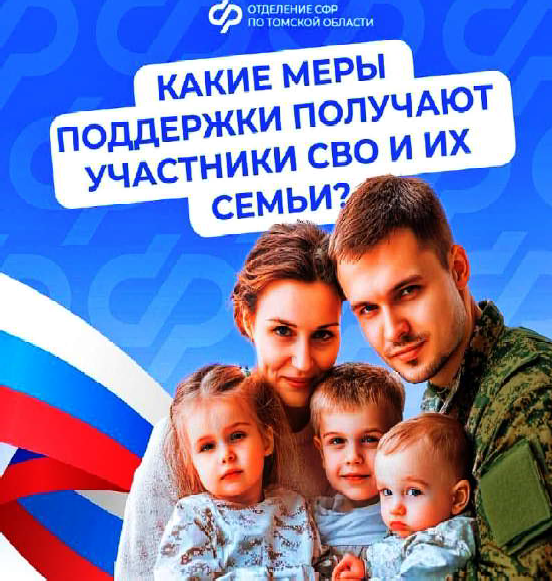 ОТДЕЛЕНИЕ СФР
ПО ТОМСКОЙ ОБЛАСТИ
КАКИЕ МЕРЫ
ПОДДЕРЖКИ ПОЛУЧАЮТ
УЧАСТНИКИ СВО И ИХ
СЕМЬИ?